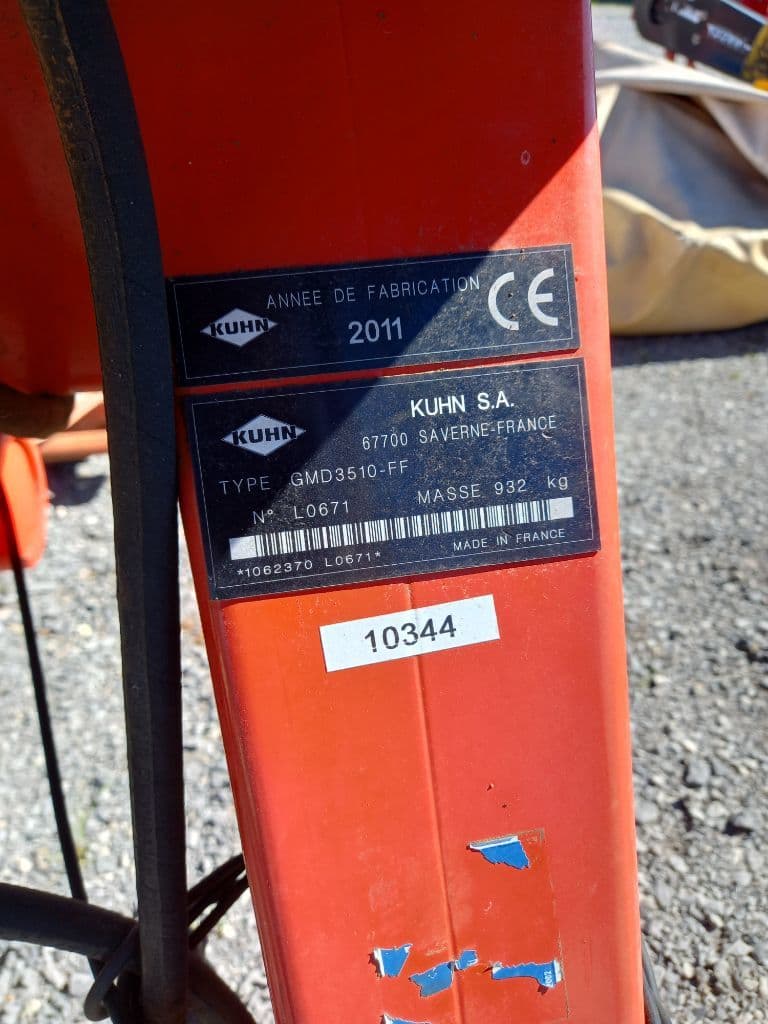 ANNEE DE FABRICATION
CE
KUHN
2011
KUHN
KUHN S.A.
67700 SAVERNE-FRANCE
TYPE GMD3510-FF
N° L0671 MASSE 932 kg
*1062370 L0671*
MADE IN FRANCE
10344